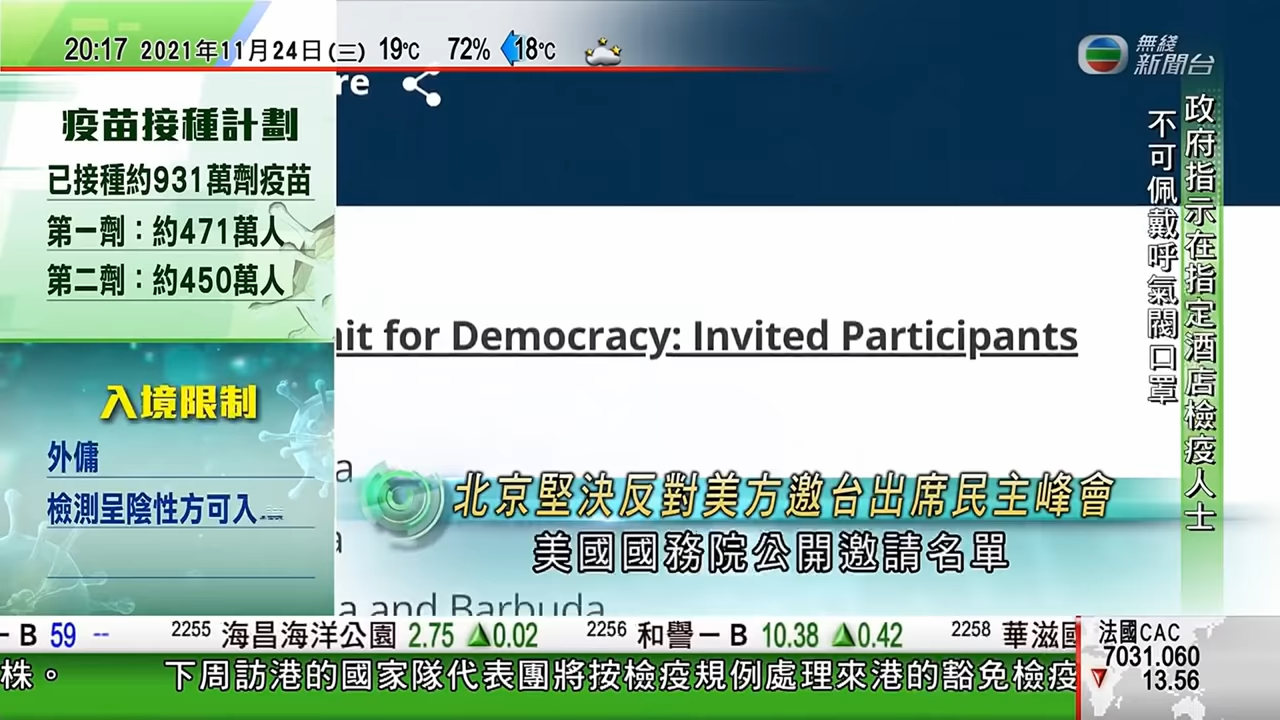 20:17 2021年11月24日(三) 19℃ 72% 18℃
無綫
新聞台
疫苗接種計劃
已接種約931萬劑疫苗
第一劑：約471萬人
第二劑：約450萬人
入境限制
外傭
檢測呈陰性方可入
re
it for Democracy: Invited Participants
a
a
a and Barbuda
政府指示在指定酒店檢疫人士
不可佩戴呼氣閥口罩
北京堅決反對美方邀台出席民主峰會
美國國務院公開邀請名單
– B 59 -- 2255 海昌海洋公園 2.75 ▲0.02 2256 和譽－B 10.38 ▲0.42 2258 華滋國
法國CAC
7031.060
▼ 13.56
株。 下周訪港的國家隊代表團將按檢疫規例處理來港的豁免檢疫